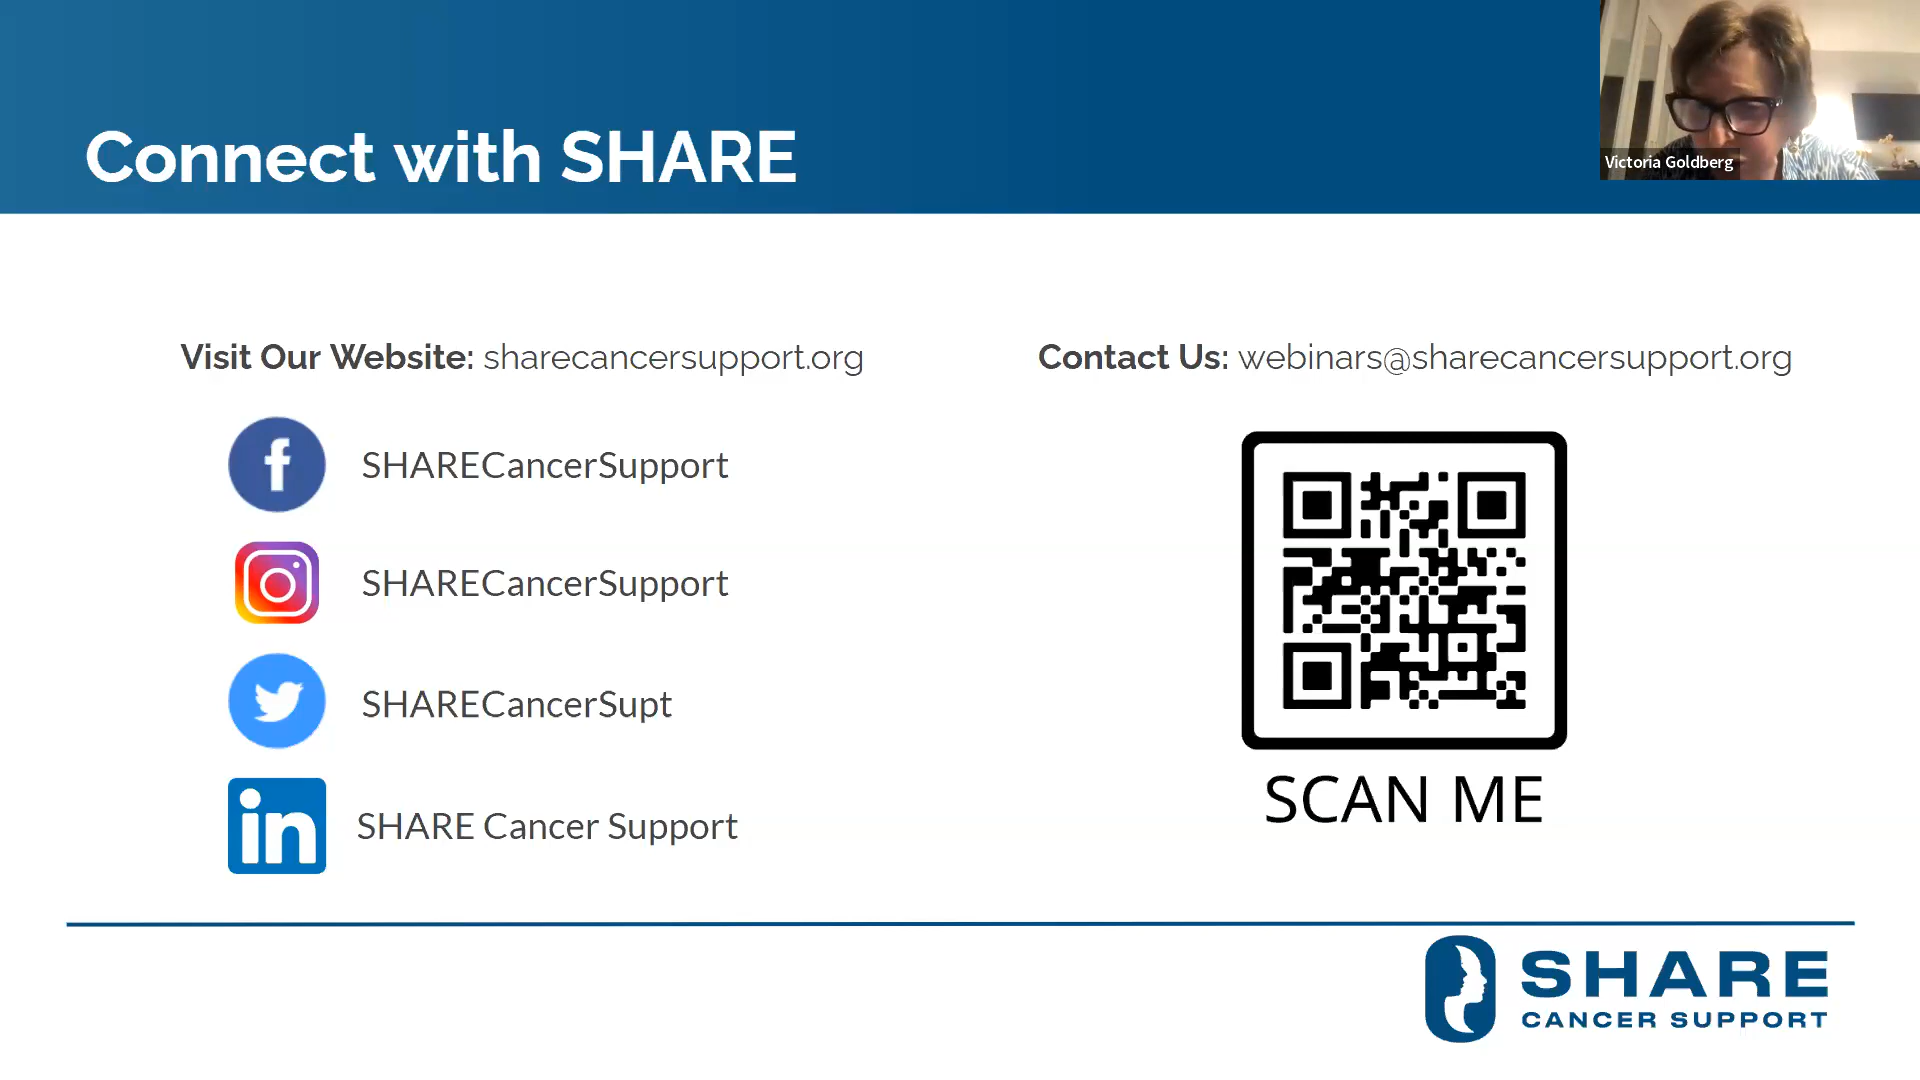 Connect with SHARE
Victoria Goldberg
Visit Our Website: sharecancersupport.org
Contact Us: webinars@sharecancersupport.org
f
SHARECancerSupport
SHARECancerSupport
SHARECancerSupt
in
SHARE Cancer Support
SCAN ME
SHARE
CANCER SUPPORT